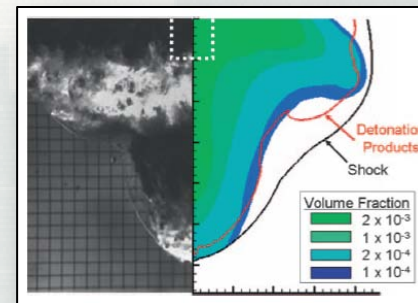 Detonation
Products
Shock
Volume Fraction
2 x 10⁻³
1 x 10⁻³
2 x 10⁻⁴
1 x 10⁻⁴